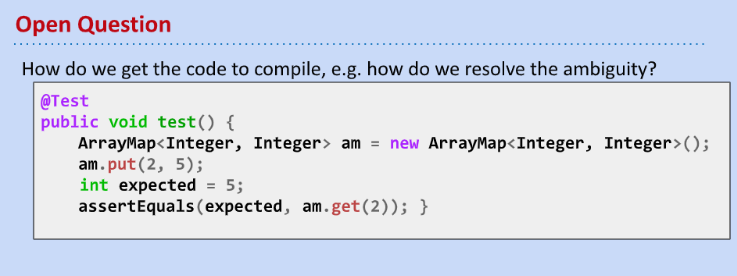 Open Question
How do we get the code to compile, e.g. how do we resolve the ambiguity?
@Test
public void test() {
    ArrayMap<Integer, Integer> am = new ArrayMap<Integer, Integer>();
    am.put(2, 5);
    int expected = 5;
    assertEquals(expected, am.get(2)); }